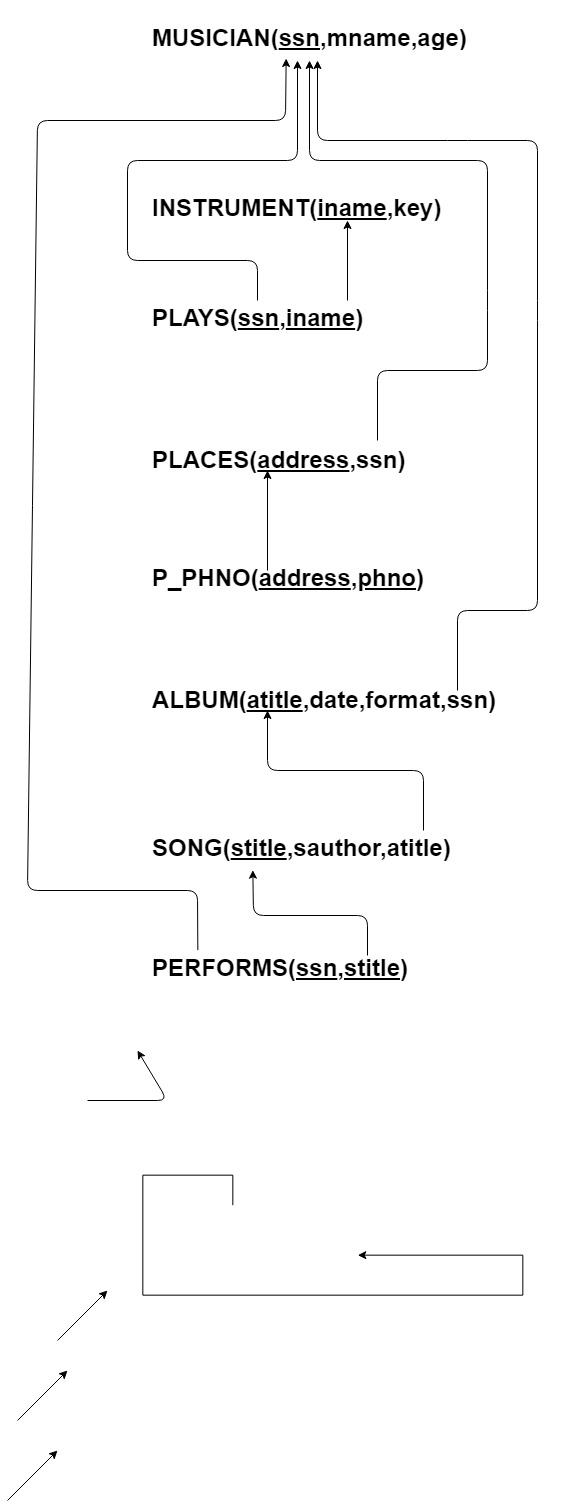 MUSICIAN(ssn,mname,age)
INSTRUMENT(iname,key)
PLAYS(ssn,iname)
PLACES(address,ssn)
P_PHNO(address,phno)
ALBUM(atitle,date,format,ssn)
SONG(stitle,sauthor,atitle)
PERFORMS(ssn,stitle)